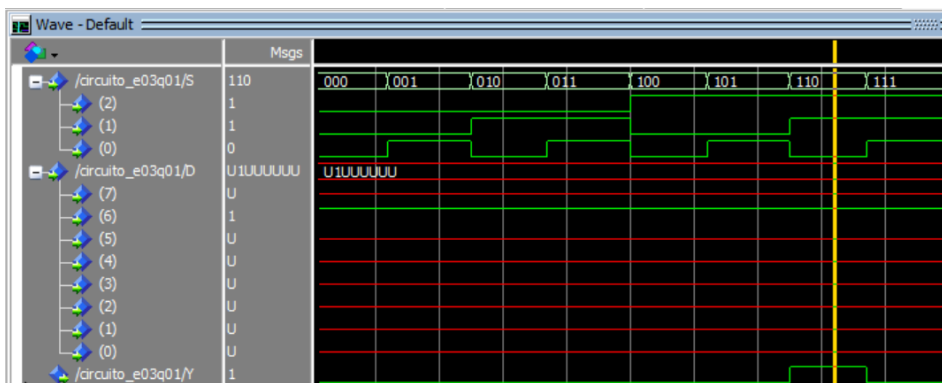 Wave - Default
Msgs
/circuito_e03q01/S 110 000 001 010 011 100 101 110 111
(2) 1
(1) 1
(0) 0
/circuito_e03q01/D U1UUUUUU U1UUUUUU
(7) U
(6) 1
(5) U
(4) U
(3) U
(2) U
(1) U
(0) U
/circuito_e03q01/Y 1